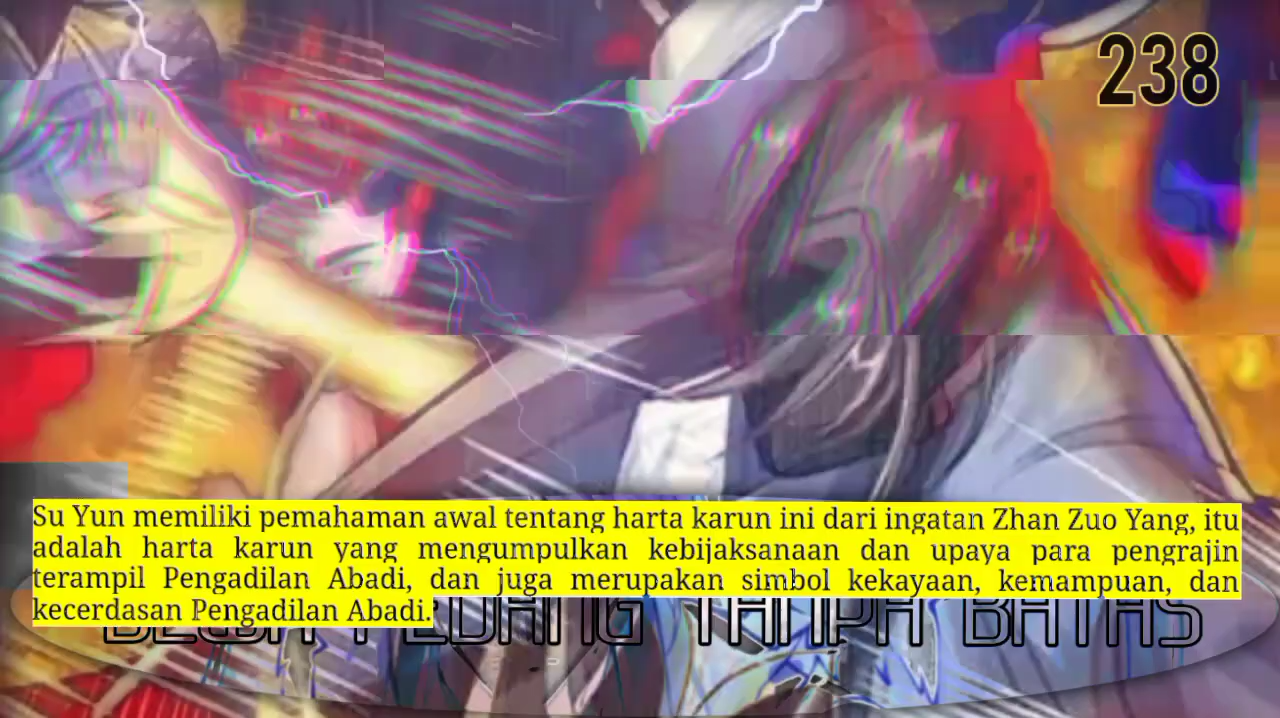 238
Su Yun memiliki pemahaman awal tentang harta karun ini dari ingatan Zhan Zuo Yang, itu
adalah harta karun yang mengumpulkan kebijaksanaan dan upaya para pengrajin
terampil Pengadilan Abadi, dan juga merupakan simbol kekayaan, kemampuan, dan
kecerdasan Pengadilan Abadi.
DEWA PEDANG TANPA BATAS